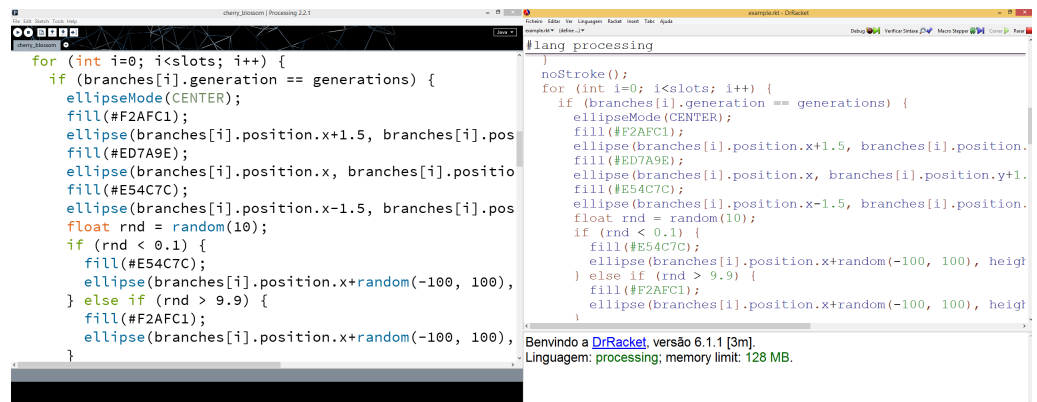 cherry_blossom | Processing 2.2.1
File Edit Sketch Tools Help
Java
cherry_blossom
for (int i=0; i<slots; i++) {
if (branches[i].generation == generations) {
ellipseMode(CENTER);
fill(#F2AFC1);
ellipse(branches[i].position.x+1.5, branches[i].pos
fill(#ED7A9E);
ellipse(branches[i].position.x, branches[i].positio
fill(#E54C7C);
ellipse(branches[i].position.x-1.5, branches[i].pos
float rnd = random(10);
if (rnd < 0.1) {
fill(#E54C7C);
ellipse(branches[i].position.x+random(-100, 100),
} else if (rnd > 9.9) {
fill(#F2AFC1);
ellipse(branches[i].position.x+random(-100, 100),
}
example.rkt - DrRacket
Ficheiro Editar Ver Linguagem Racket Insert Tabs Ajuda
example.rkt (define ...) Debug Verificar Sintaxe Macro Stepper Correr Parar
#lang processing
}
noStroke();
for (int i=0; i<slots; i++) {
if (branches[i].generation == generations) {
ellipseMode(CENTER);
fill(#F2AFC1);
ellipse(branches[i].position.x+1.5, branches[i].position.
fill(#ED7A9E);
ellipse(branches[i].position.x, branches[i].position.y+1.
fill(#E54C7C);
ellipse(branches[i].position.x-1.5, branches[i].position.
float rnd = random(10);
if (rnd < 0.1) {
fill(#E54C7C);
ellipse(branches[i].position.x+random(-100, 100), heigh
} else if (rnd > 9.9) {
fill(#F2AFC1);
ellipse(branches[i].position.x+random(-100, 100), heigh
}
Benvindo a DrRacket, versão 6.1.1 [3m].
Linguagem: processing; memory limit: 128 MB.